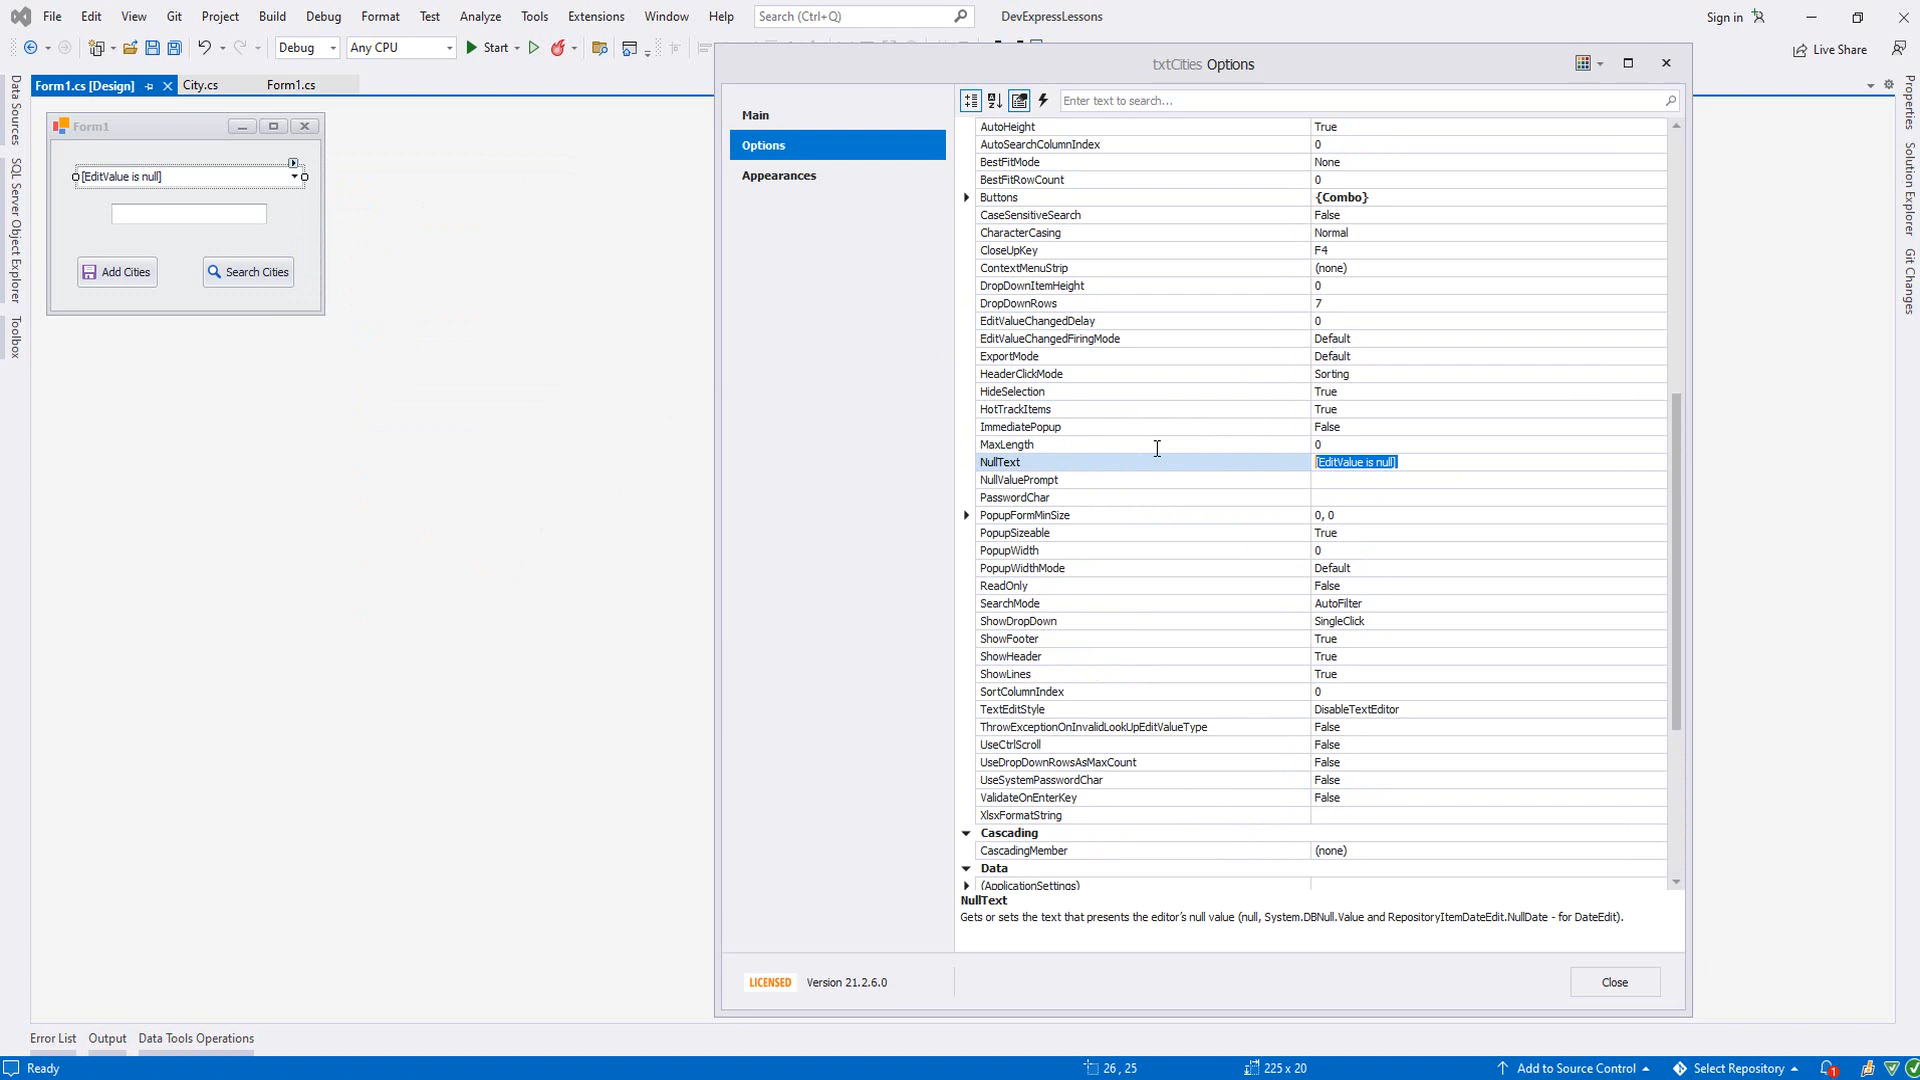 File Edit View Git Project Build Debug Format Test Analyze Tools Extensions Window Help Search (Ctrl+Q) DevExpressLessons Sign in
Debug Any CPU Start Live Share
Form1.cs [Design] City.cs Form1.cs
txtCities Options
Data Sources
SQL Server Object Explorer
Toolbox
Properties
Solution Explorer
Git Changes
Form1
[EditValue is null]
Add Cities Search Cities
Main
Options
Appearances
Enter text to search...
AutoHeight True
AutoSearchColumnIndex 0
BestFitMode None
BestFitRowCount 0
Buttons {Combo}
CaseSensitiveSearch False
CharacterCasing Normal
CloseUpKey F4
ContextMenuStrip (none)
DropDownItemHeight 0
DropDownRows 7
EditValueChangedDelay 0
EditValueChangedFiringMode Default
ExportMode Default
HeaderClickMode Sorting
HideSelection True
HotTrackItems True
ImmediatePopup False
MaxLength 0
NullText [EditValue is null]
NullValuePrompt
PasswordChar
PopupFormMinSize 0, 0
PopupSizeable True
PopupWidth 0
PopupWidthMode Default
ReadOnly False
SearchMode AutoFilter
ShowDropDown SingleClick
ShowFooter True
ShowHeader True
ShowLines True
SortColumnIndex 0
TextEditStyle DisableTextEditor
ThrowExceptionOnInvalidLookUpEditValueType False
UseCtrlScroll False
UseDropDownRowsAsMaxCount False
UseSystemPasswordChar False
ValidateOnEnterKey False
XlsxFormatString
Cascading
CascadingMember (none)
Data
(ApplicationSettings)
NullText
Gets or sets the text that presents the editor's null value (null, System.DBNull.Value and RepositoryItemDateEdit.NullDate - for DateEdit).
LICENSED Version 21.2.6.0 Close
Error List Output Data Tools Operations
Ready 26 , 25 225 x 20 Add to Source Control Select Repository 1